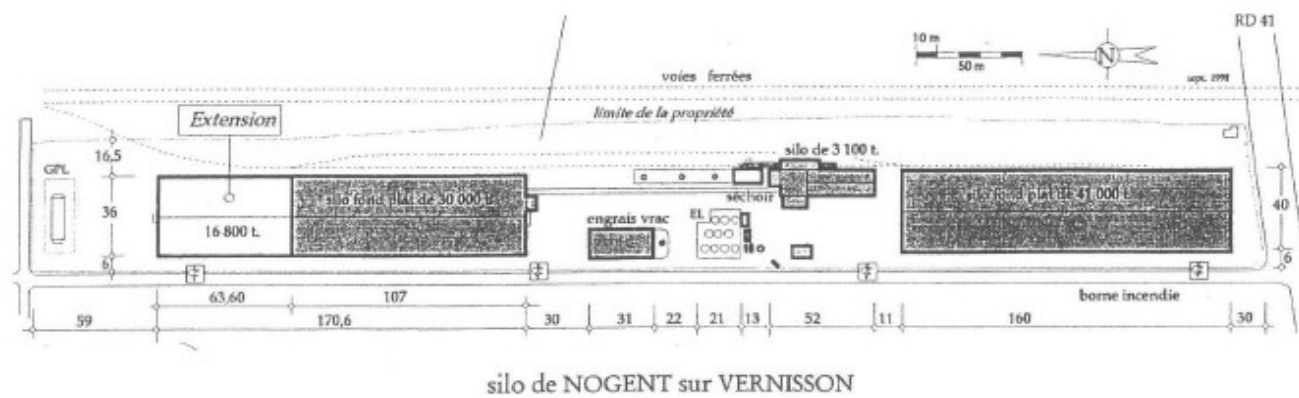 RD 41
10 m
50 m
N
sept. 1998
voies ferrées
limite de la propriété
Extension
silo de 3 100 t.
GPL
16,5
36
6
silo fond plat de 30 000 t.
16 800 t.
séchoir
engrais vrac
EL
silo fond plat de 41 000 t.
40
6
borne incendie
63,60
107
59
170,6
30
31
22
21
13
52
11
160
30
silo de NOGENT sur VERNISSON